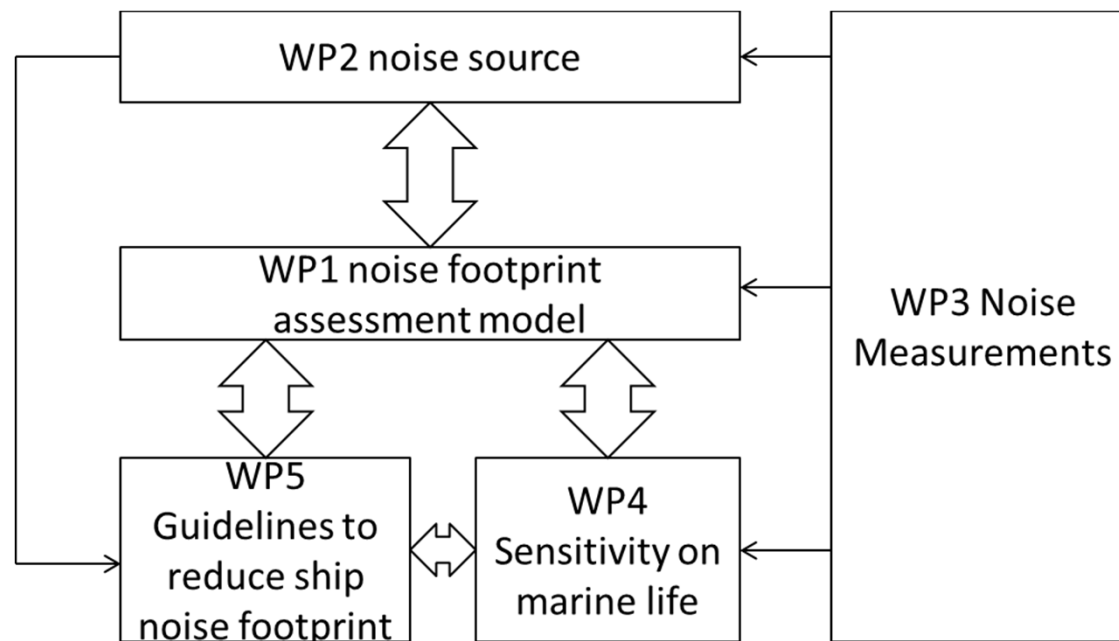 WP2 noise source
WP1 noise footprint
assessment model
WP3 Noise
Measurements
WP5
Guidelines to
reduce ship
noise footprint
WP4
Sensitivity on
marine life